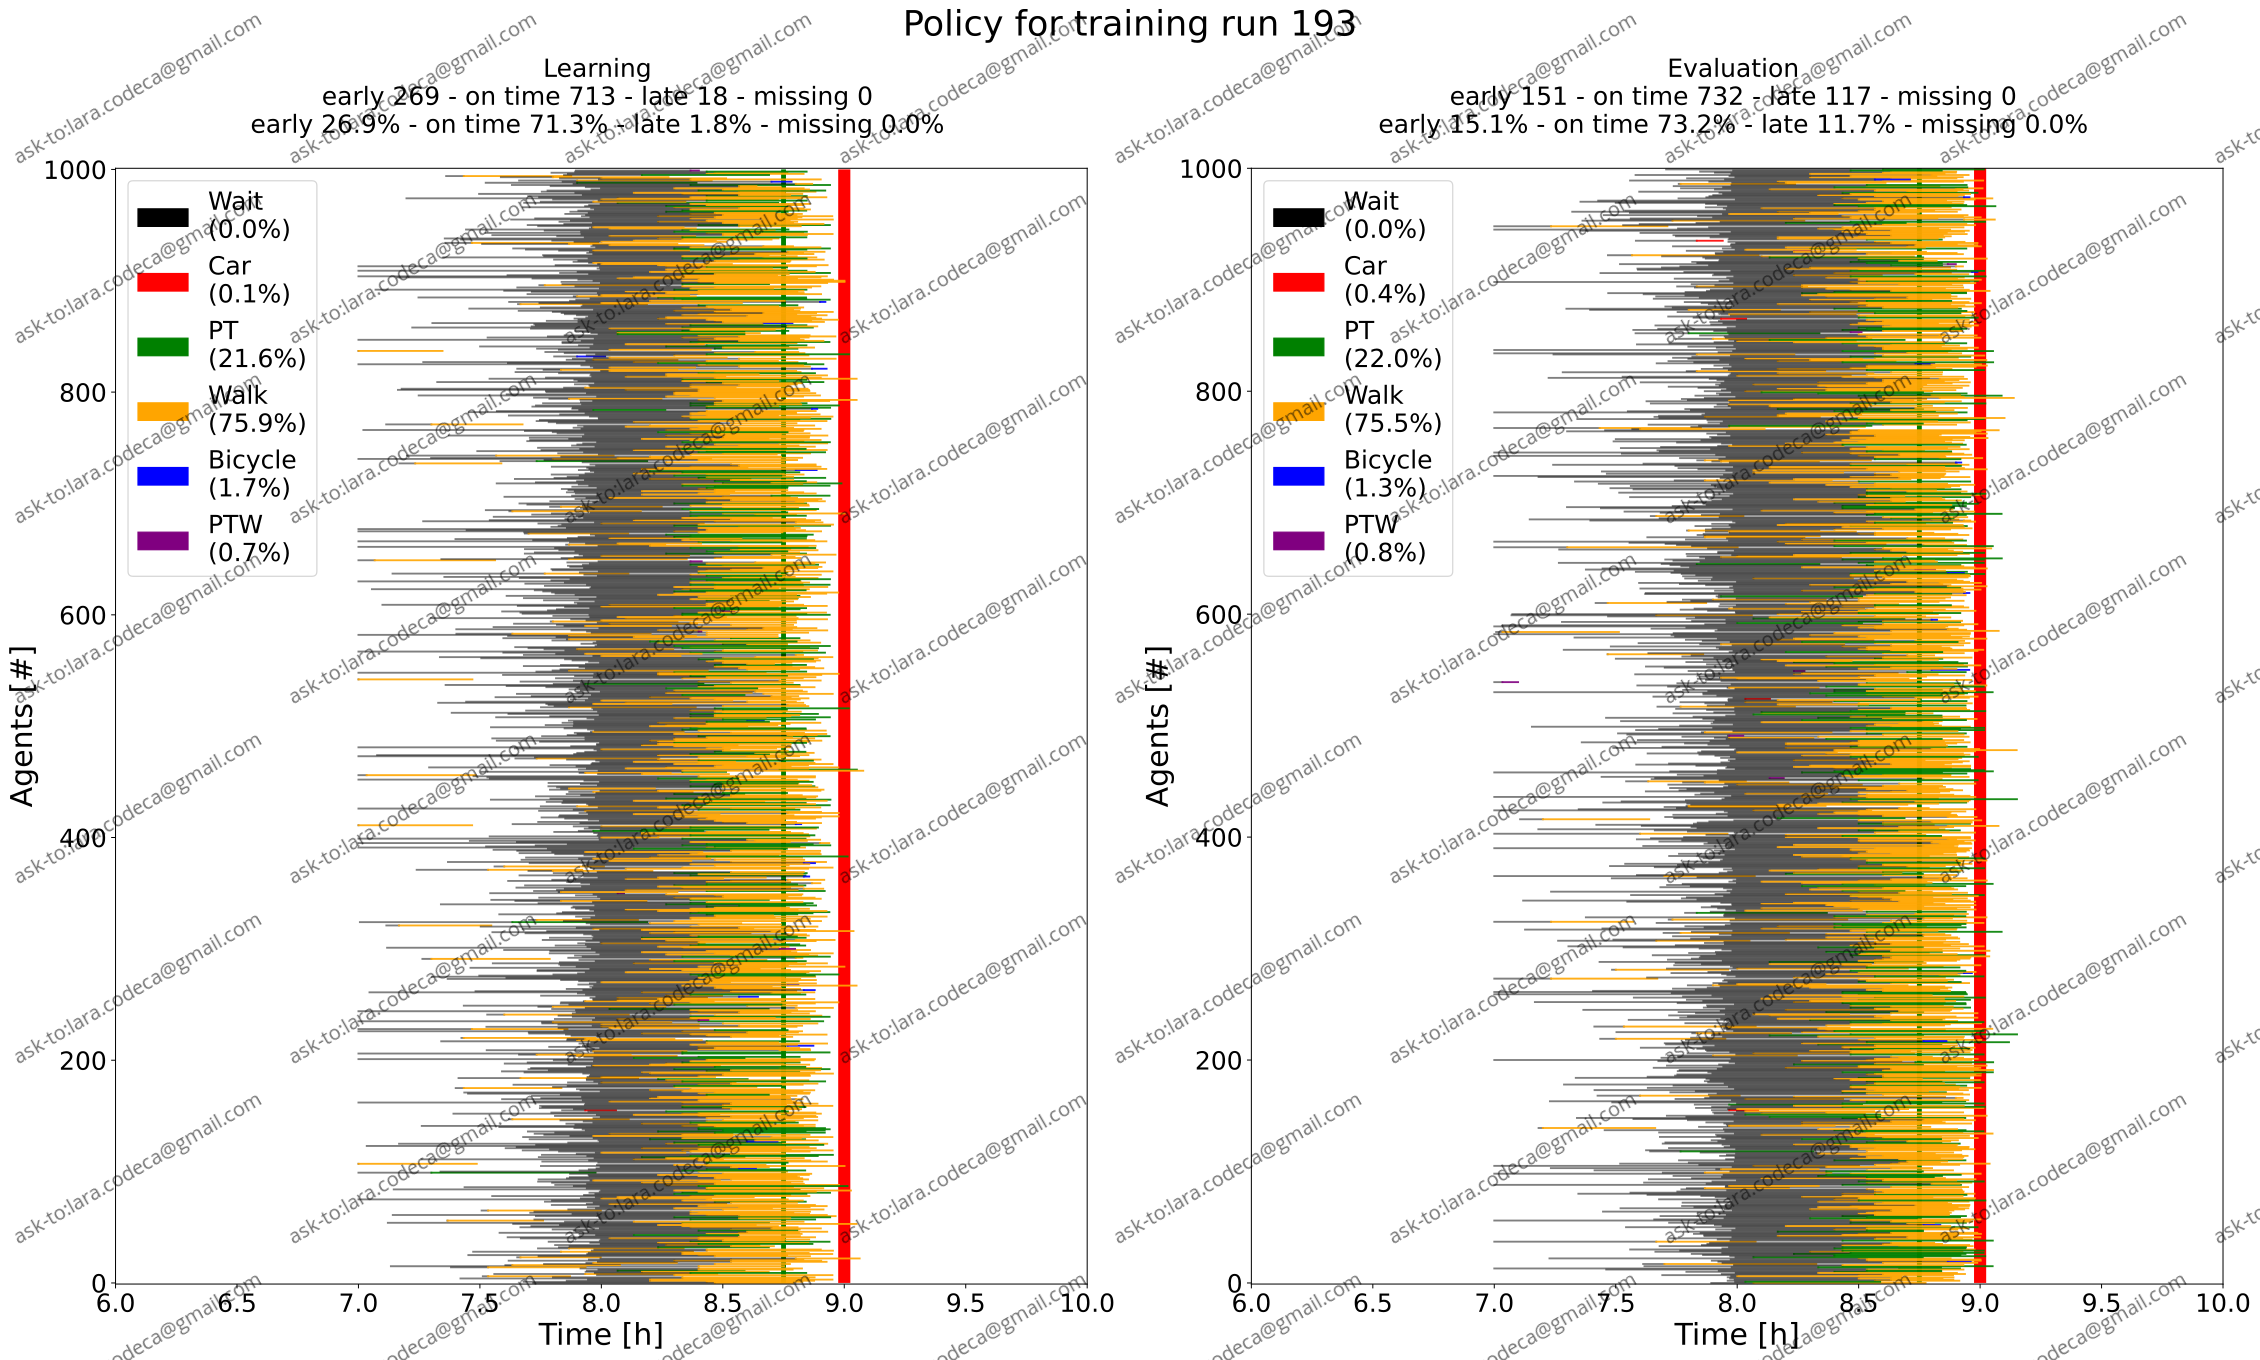 Policy for training run 193
Learning
early 269 - on time 713 - late 18 - missing 0
early 26.9% - on time 71.3% - late 1.8% - missing 0.0%
Evaluation
early 151 - on time 732 - late 117 - missing 0
early 15.1% - on time 73.2% - late 11.7% - missing 0.0%
Wait
(0.0%)
Car
(0.1%)
PT
(21.6%)
Walk
(75.9%)
Bicycle
(1.7%)
PTW
(0.7%)
1000
800
600
400
200
0
Agents [#]
6.0 6.5 7.0 7.5 8.0 8.5 9.0 9.5 10.0
Time [h]
Wait
(0.0%)
Car
(0.4%)
PT
(22.0%)
Walk
(75.5%)
Bicycle
(1.3%)
PTW
(0.8%)
1000
800
600
400
200
0
Agents [#]
6.0 6.5 7.0 7.5 8.0 8.5 9.0 9.5 10.0
Time [h]
ask-to:lara.codeca@gmail.com